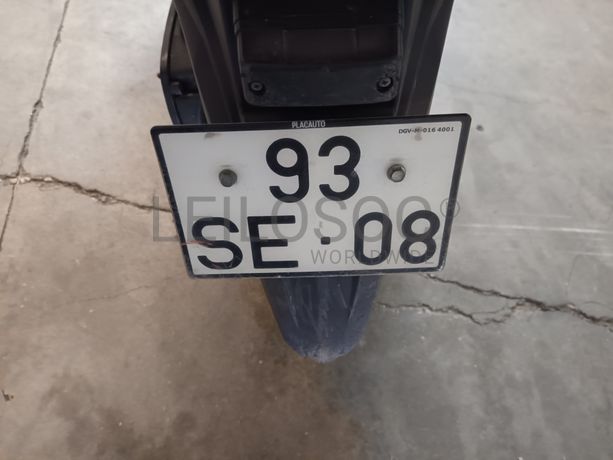 PLACAUTO
DGV-M-016 4001
93
SE·08
LEILOSOC®
WORLDWIDE